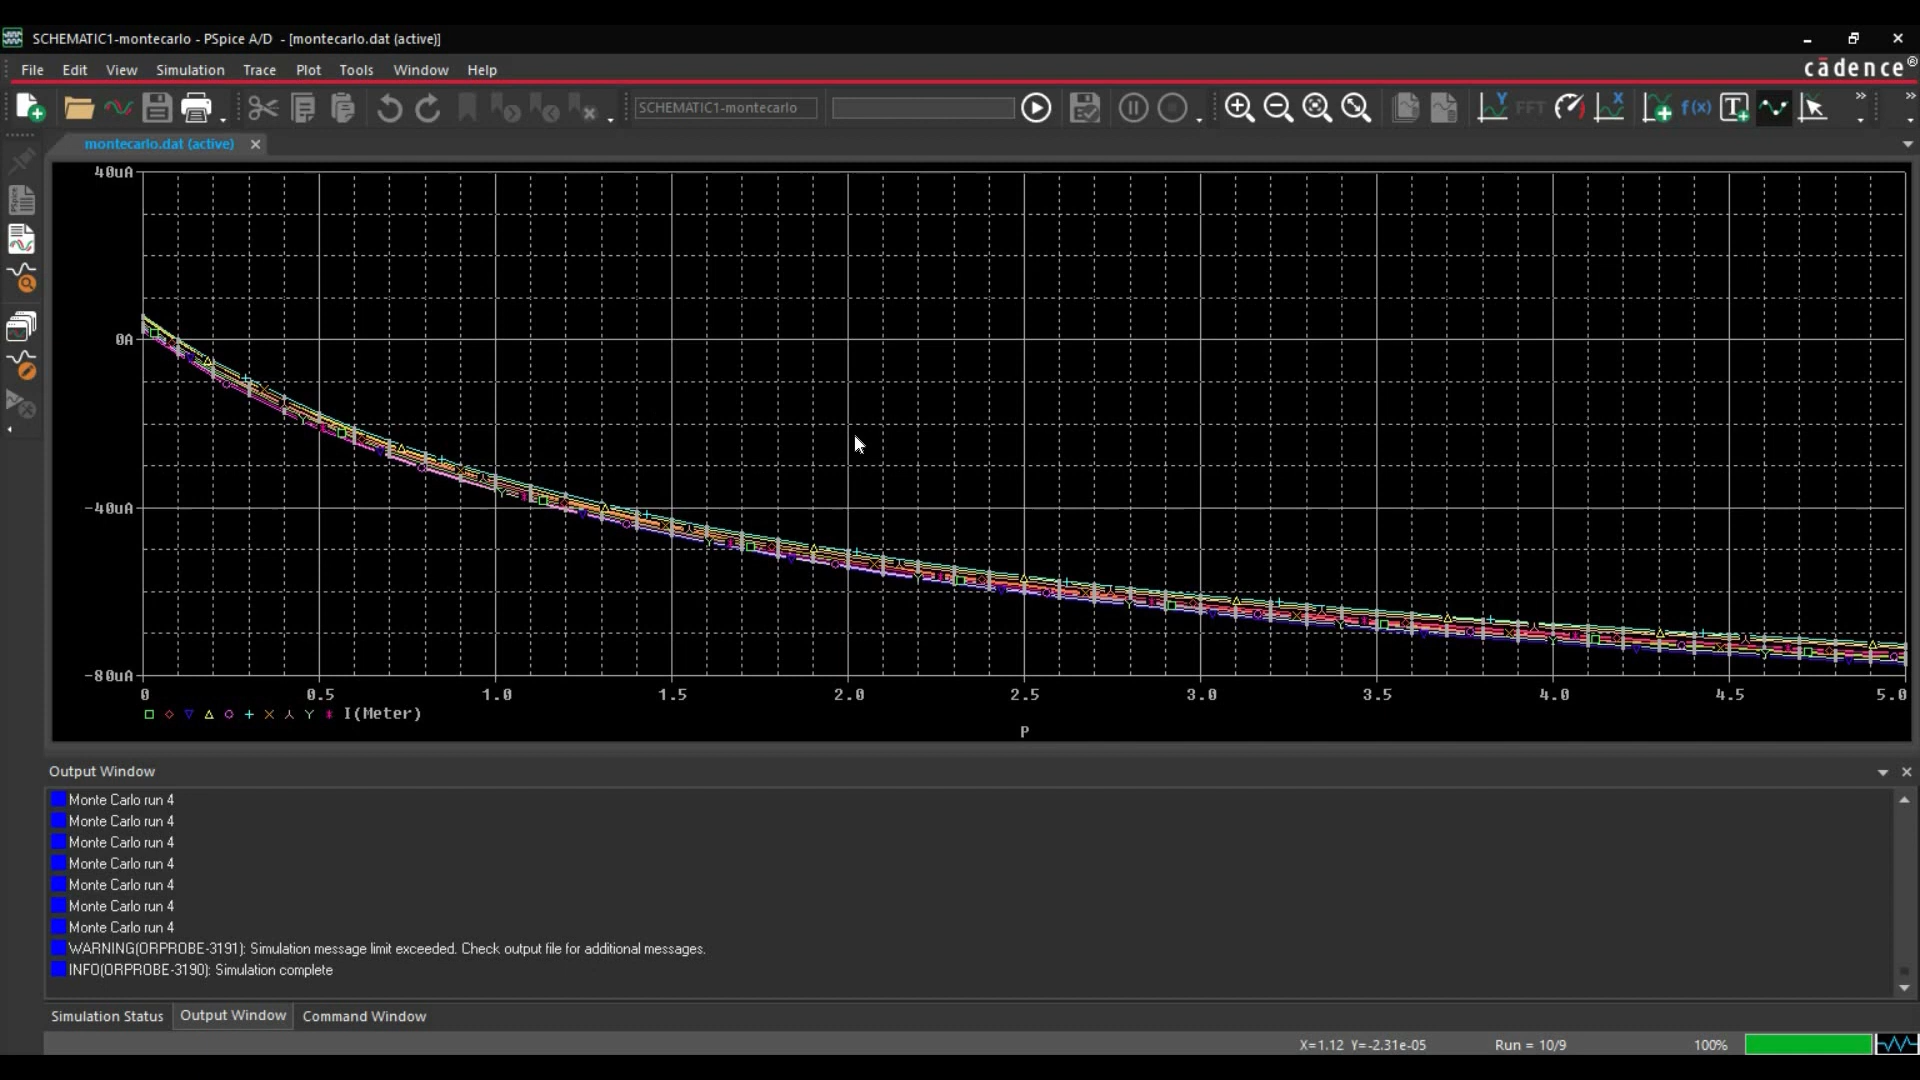 SCHEMATIC1-montecarlo - PSpice A/D - [montecarlo.dat (active)]
File Edit View Simulation Trace Plot Tools Window Help
cādence®
SCHEMATIC1-montecarlo
FFT
f(x)
montecarlo.dat (active)
40uA
0A
-40uA
-80uA
0 0.5 1.0 1.5 2.0 2.5 3.0 3.5 4.0 4.5 5.0
I(Meter)
P
Output Window
Monte Carlo run 4
Monte Carlo run 4
Monte Carlo run 4
Monte Carlo run 4
Monte Carlo run 4
Monte Carlo run 4
Monte Carlo run 4
WARNING(ORPROBE-3191): Simulation message limit exceeded. Check output file for additional messages.
INFO(ORPROBE-3190): Simulation complete
Simulation Status Output Window Command Window
X=1.12 Y=-2.31e-05 Run = 10/9 100%